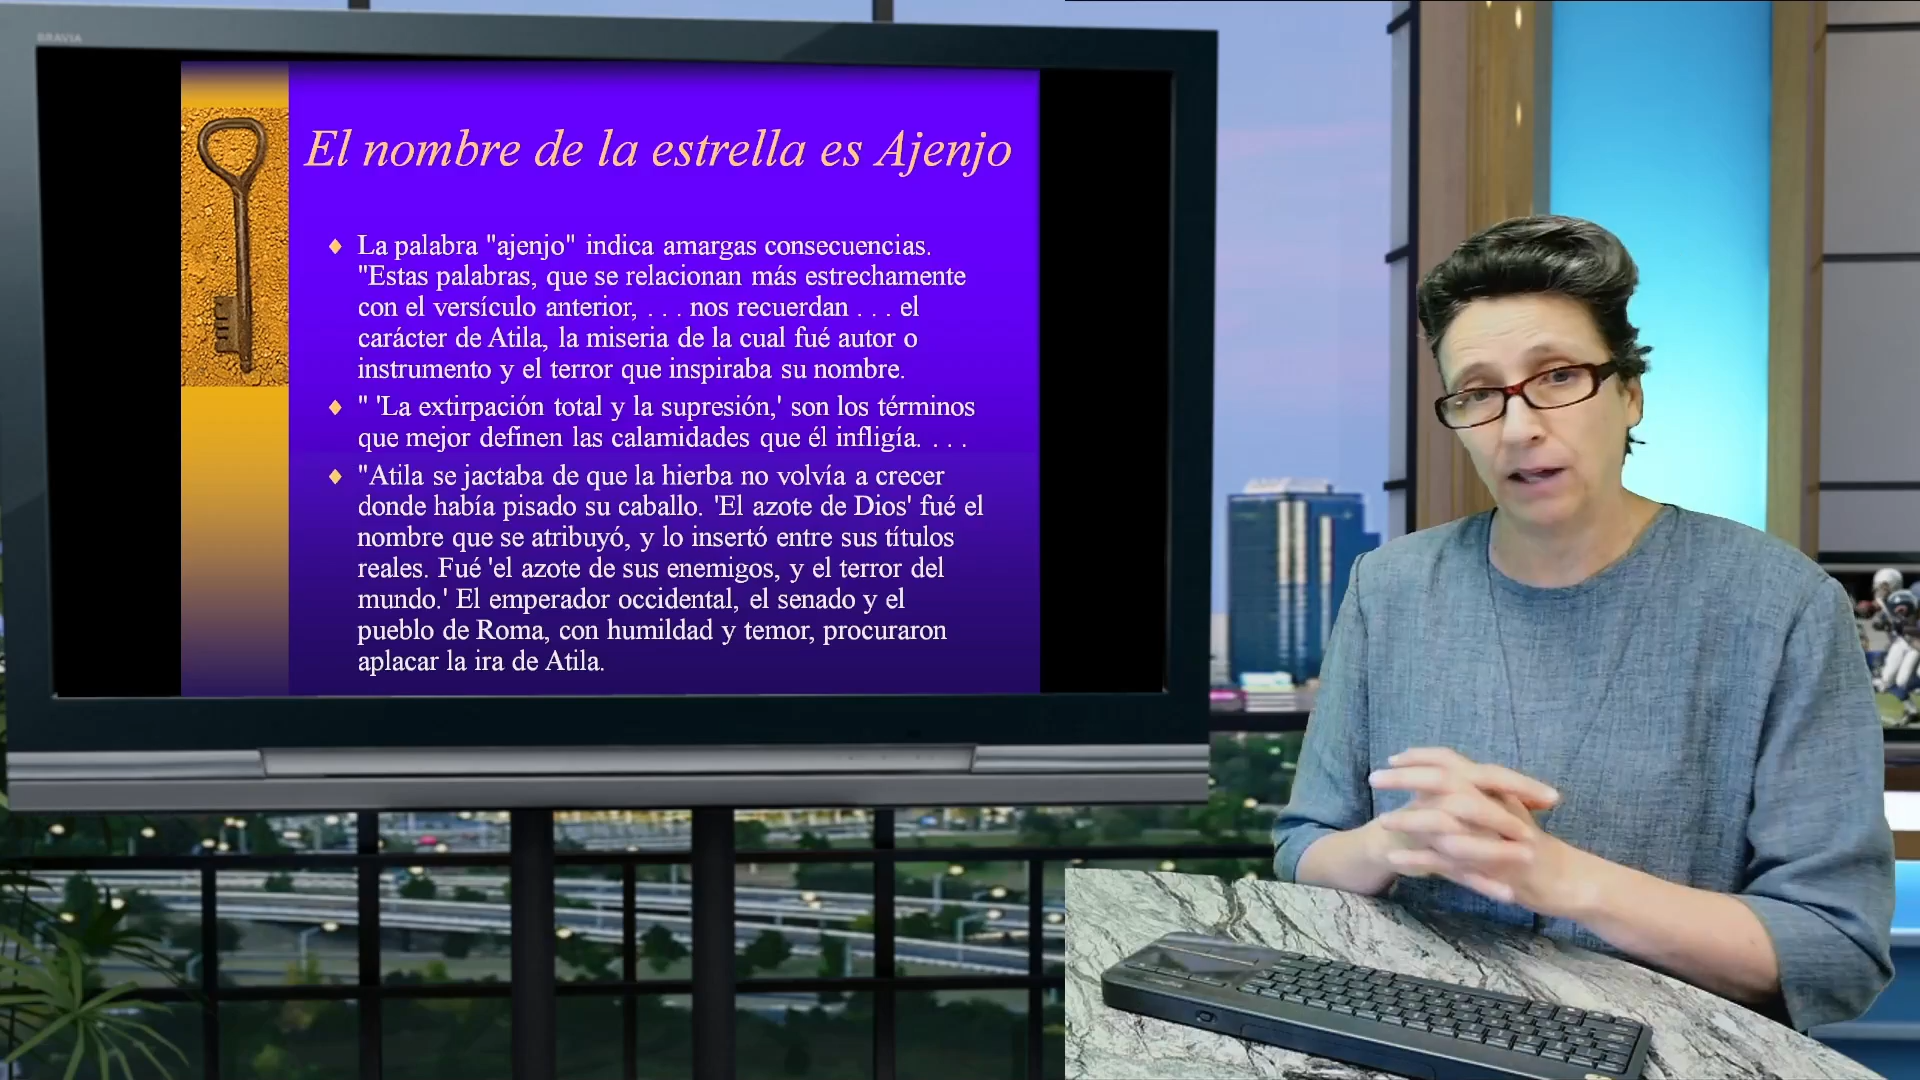 BRAVIA
El nombre de la estrella es Ajenjo
La palabra "ajenjo" indica amargas consecuencias.
"Estas palabras, que se relacionan más estrechamente
con el versículo anterior, . . . nos recuerdan . . . el
carácter de Atila, la miseria de la cual fué autor o
instrumento y el terror que inspiraba su nombre.
" 'La extirpación total y la supresión,' son los términos
que mejor definen las calamidades que él infligía. . . .
"Atila se jactaba de que la hierba no volvía a crecer
donde había pisado su caballo. 'El azote de Dios' fué el
nombre que se atribuyó, y lo insertó entre sus títulos
reales. Fué 'el azote de sus enemigos, y el terror del
mundo.' El emperador occidental, el senado y el
pueblo de Roma, con humildad y temor, procuraron
aplacar la ira de Atila.